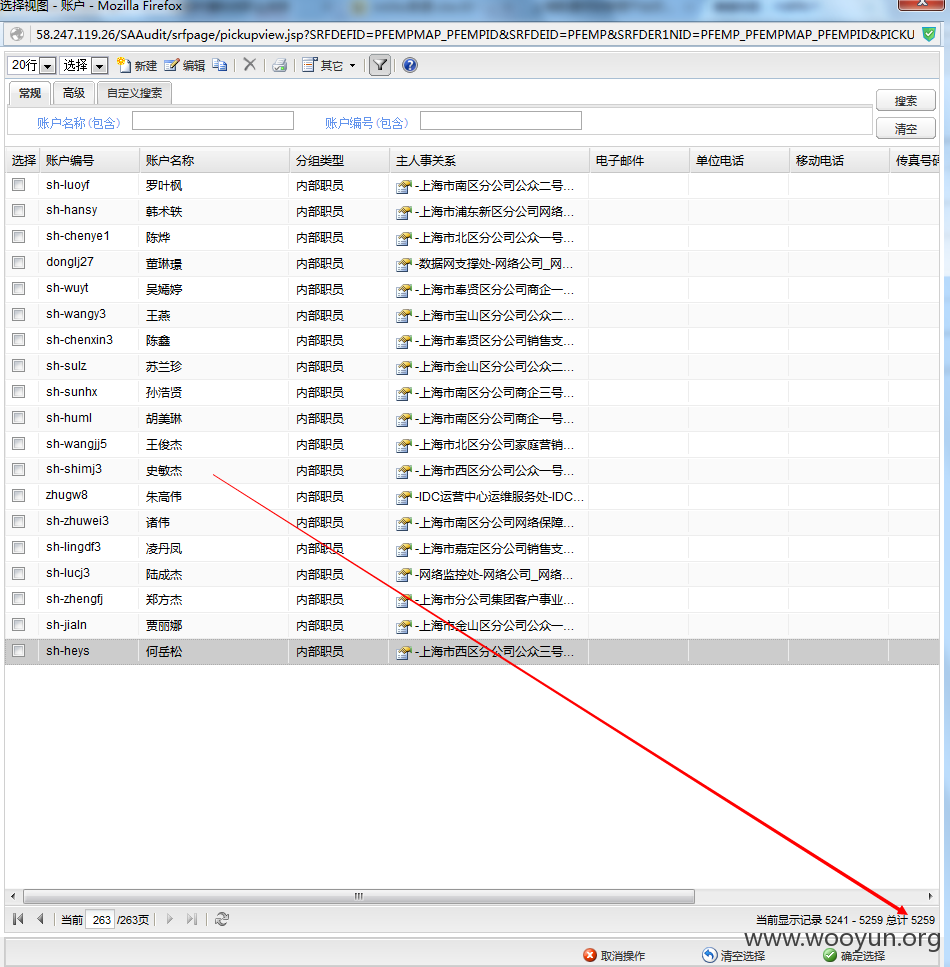 选择视图 - 账户 - Mozilla Firefox
58.247.119.26/SAAudit/srfpage/pickupview.jsp?SRFDEFID=PFEMPMAP_PFEMPID&SRFDEID=PFEMP&SRFDER1NID=PFEMP_PFEMPMAP_PFEMPID&PICKU
20行 选择 新建 编辑 其它
常规 高级 自定义搜索
搜索
账户名称(包含) 账户编号(包含)
清空
选择 账户编号 账户名称 分组类型 主人事关系 电子邮件 单位电话 移动电话 传真号码
sh-luoyf 罗叶枫 内部职员 -上海市南区分公司公众二号...
sh-hansy 韩术轶 内部职员 -上海市浦东新区分公司网络...
sh-chenye1 陈烨 内部职员 -上海市北区分公司公众一号...
donglj27 董琳璟 内部职员 -数据网支撑处-网络公司_网...
sh-wuyt 吴嫣婷 内部职员 -上海市奉贤区分公司商企一...
sh-wangy3 王燕 内部职员 -上海市宝山区分公司公众二...
sh-chenxin3 陈鑫 内部职员 -上海市奉贤区分公司销售支...
sh-sulz 苏兰珍 内部职员 -上海市金山区分公司公众二...
sh-sunhx 孙浩贤 内部职员 -上海市南区分公司商企三号...
sh-huml 胡美琳 内部职员 -上海市南区分公司商企一号...
sh-wangjj5 王俊杰 内部职员 -上海市北区分公司家庭营销...
sh-shimj3 史敏杰 内部职员 -上海市西区分公司公众一号...
zhugw8 朱高伟 内部职员 -IDC运营中心运维服务处-IDC...
sh-zhuwei3 诸伟 内部职员 -上海市南区分公司网络保障...
sh-lingdf3 凌丹凤 内部职员 -上海市嘉定区分公司销售支...
sh-lucj3 陆成杰 内部职员 -网络监控处-网络公司_网络...
sh-zhengfj 郑方杰 内部职员 -上海市分公司集团客户事业...
sh-jialn 贾丽娜 内部职员 -上海市金山区分公司公众一...
sh-heys 何岳松 内部职员 -上海市西区分公司公众三号...
当前 263 /263页 当前显示记录 5241 - 5259 总计 5259
www.wooyun.org
取消操作 清空选择 确定选择